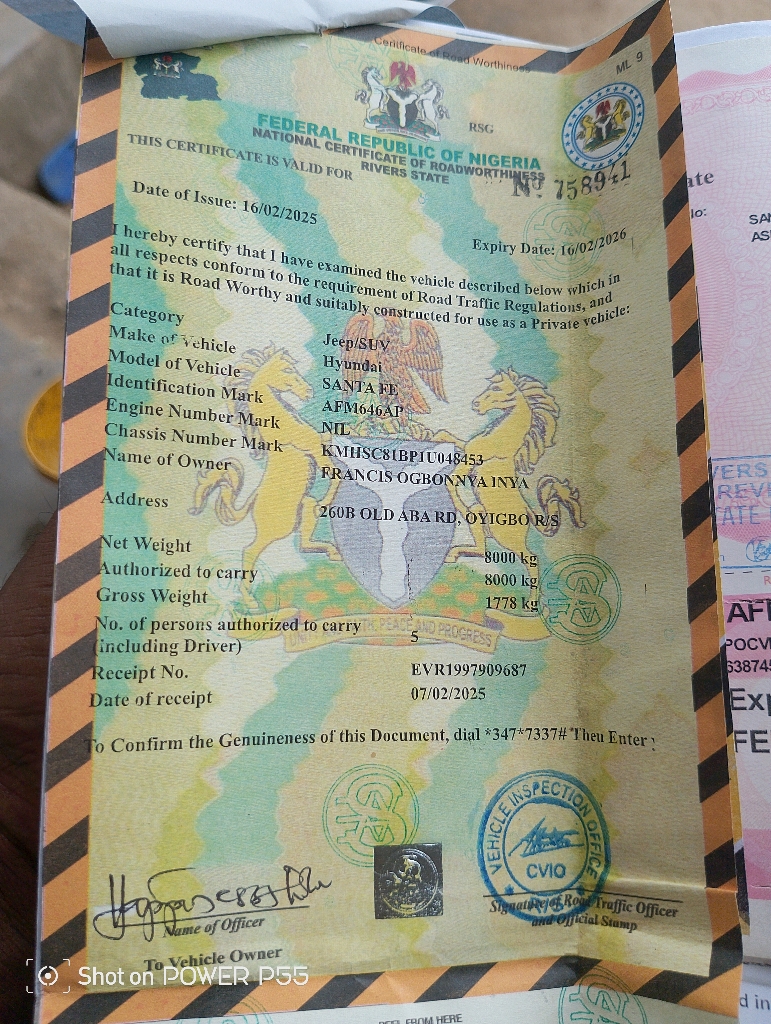 Certificate of Road Worthiness
ML 9
RSG
FEDERAL REPUBLIC OF NIGERIA
NATIONAL CERTIFICATE OF ROADWORTHINESS
THIS CERTIFICATE IS VALID FOR RIVERS STATE
No. 758941
Date of Issue: 16/02/2025
Expiry Date: 16/02/2026
I hereby certify that I have examined the vehicle described below which in
all respects conform to the requirement of Road Traffic Regulations, and
that it is Road Worthy and suitably constructed for use as a Private vehicle:
Category Jeep/SUV
Make of Vehicle Hyundai
Model of Vehicle SANTA FE
Identification Mark AFM646AP
Engine Number Mark NIL
Chassis Number Mark KMHSC81BP1U048453
Name of Owner FRANCIS OGBONNYA INYA
Address 260B OLD ABA RD, OYIGBO R/S
Net Weight 8000 kg
Authorized to carry 8000 kg
Gross Weight 1778 kg
PEACE AND PROGRESS
No. of persons authorized to carry 5
(including Driver)
Receipt No. EVR1997909687
Date of receipt 07/02/2025
To Confirm the Genuineness of this Document, dial *347*7337# Then Enter :
VEHICLE INSPECTION OFFICE
CVIO
Name of Officer
Signature of Road Traffic Officer
and Official Stamp
To Vehicle Owner
Shot on POWER P55
PEEL FROM HERE